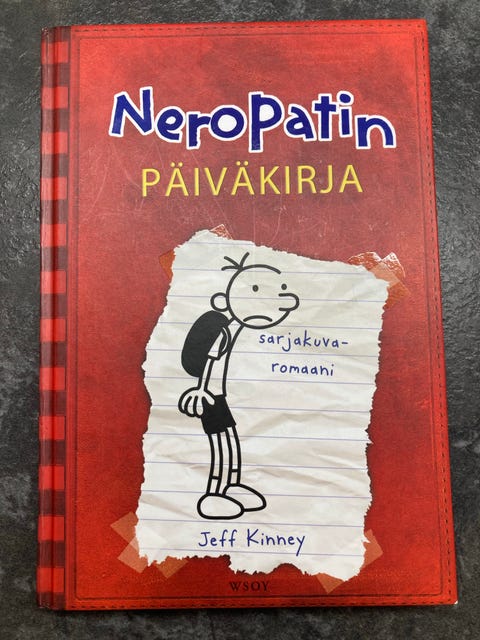 Neropatin
PÄIVÄKIRJA
sarjakuva-
romaani
Jeff Kinney
WSOY